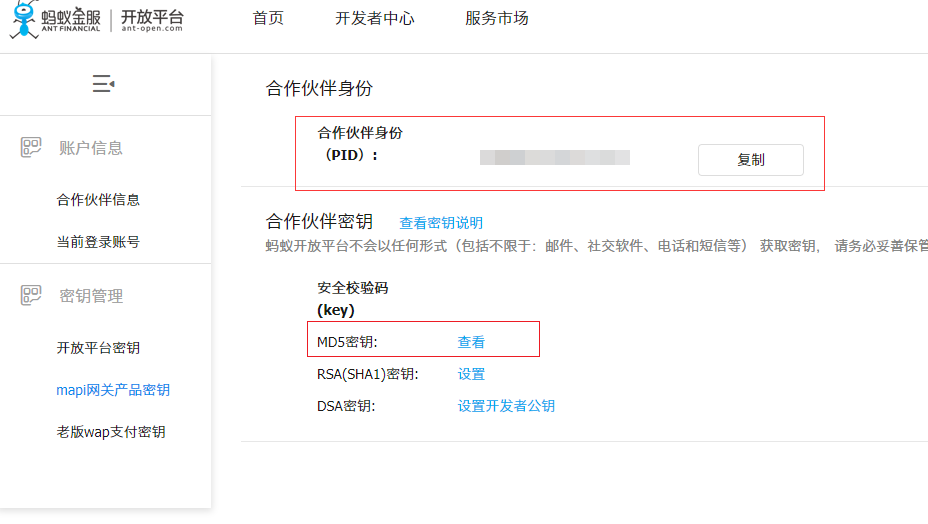 蚂蚁金服 开放平台
ANT FINANCIAL ant-open.com
首页 开发者中心 服务市场
账户信息
合作伙伴信息
当前登录账号
密钥管理
开放平台密钥
mapi网关产品密钥
老版wap支付密钥
合作伙伴身份
合作伙伴身份
（PID）: 复制
合作伙伴密钥 查看密钥说明
蚂蚁开放平台不会以任何形式（包括不限于：邮件、社交软件、电话和短信等） 获取密钥， 请务必妥善保管
安全校验码
(key)
MD5密钥: 查看
RSA(SHA1)密钥: 设置
DSA密钥: 设置开发者公钥